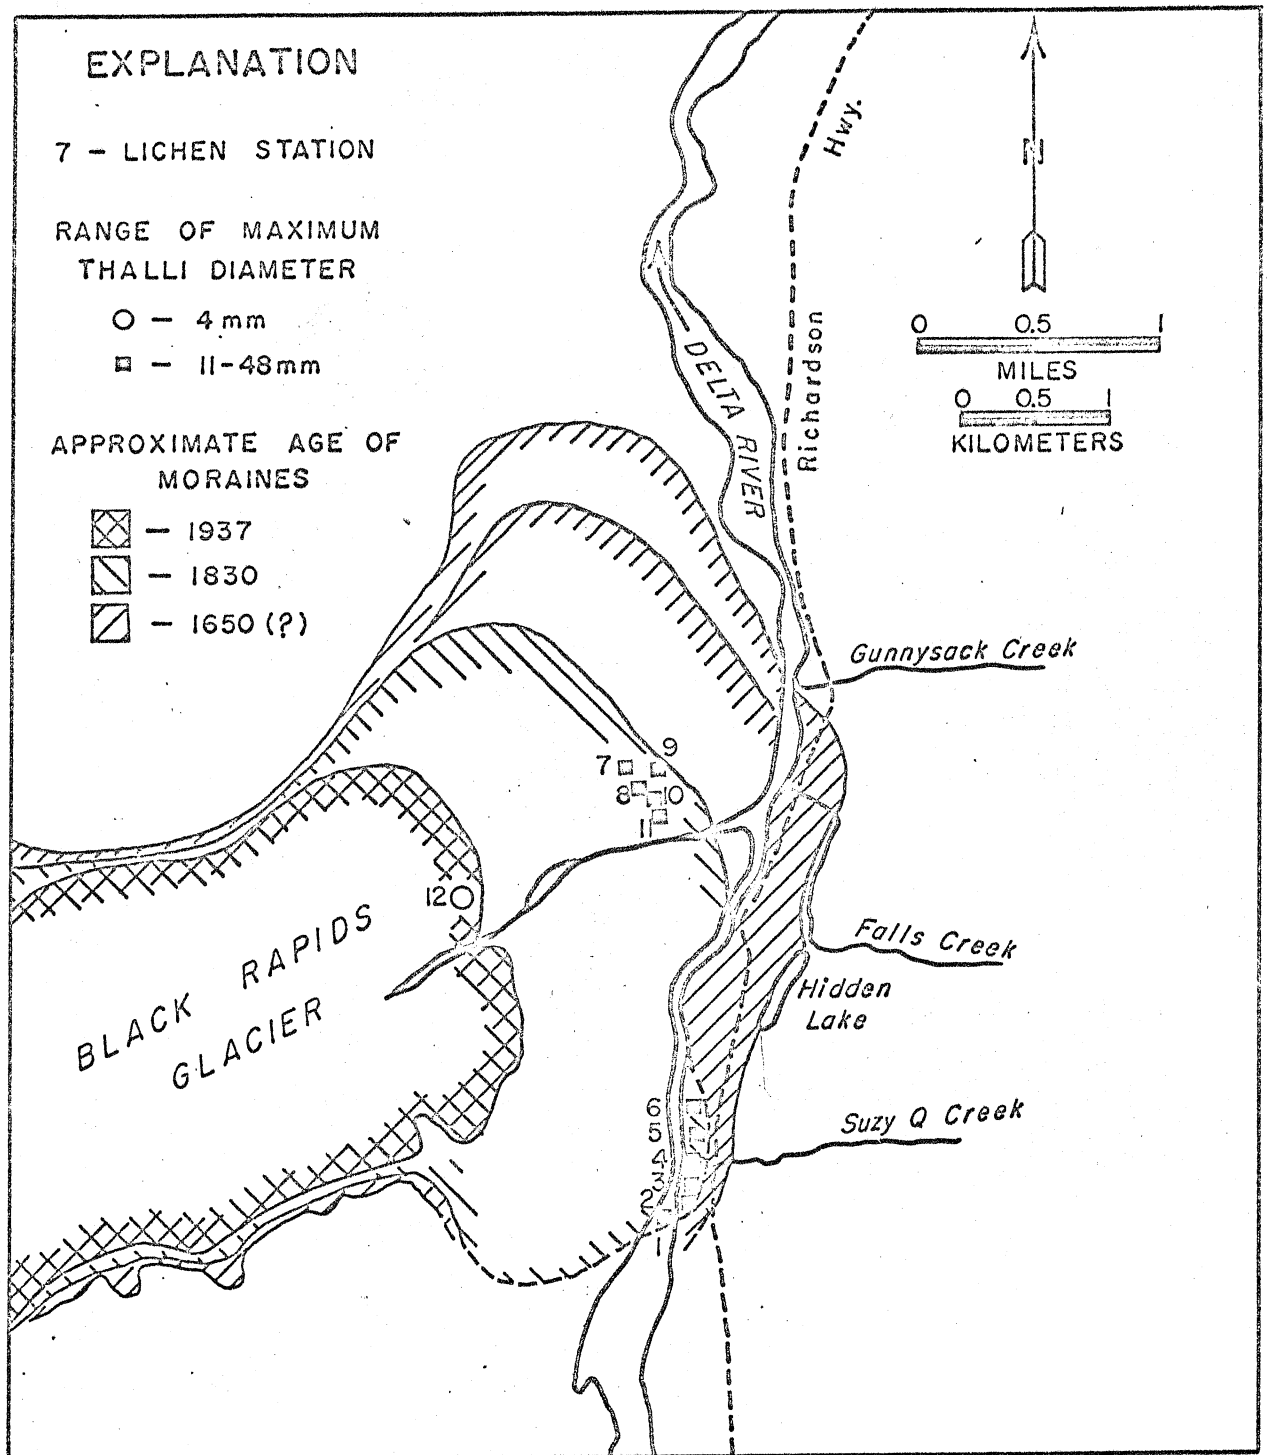 EXPLANATION
7 – LICHEN STATION
RANGE OF MAXIMUM
THALLI DIAMETER
– 4 mm
– 11-48mm
APPROXIMATE AGE OF
MORAINES
– 1937
– 1830
– 1650 (?)
N
0 0.5 1
MILES
0 0.5 1
KILOMETERS
Richardson Hwy.
DELTA RIVER
Gunnysack Creek
9
7
8 10
11
12
BLACK RAPIDS
GLACIER
Falls Creek
Hidden
Lake
6
5
Suzy Q Creek
4
3
2
1